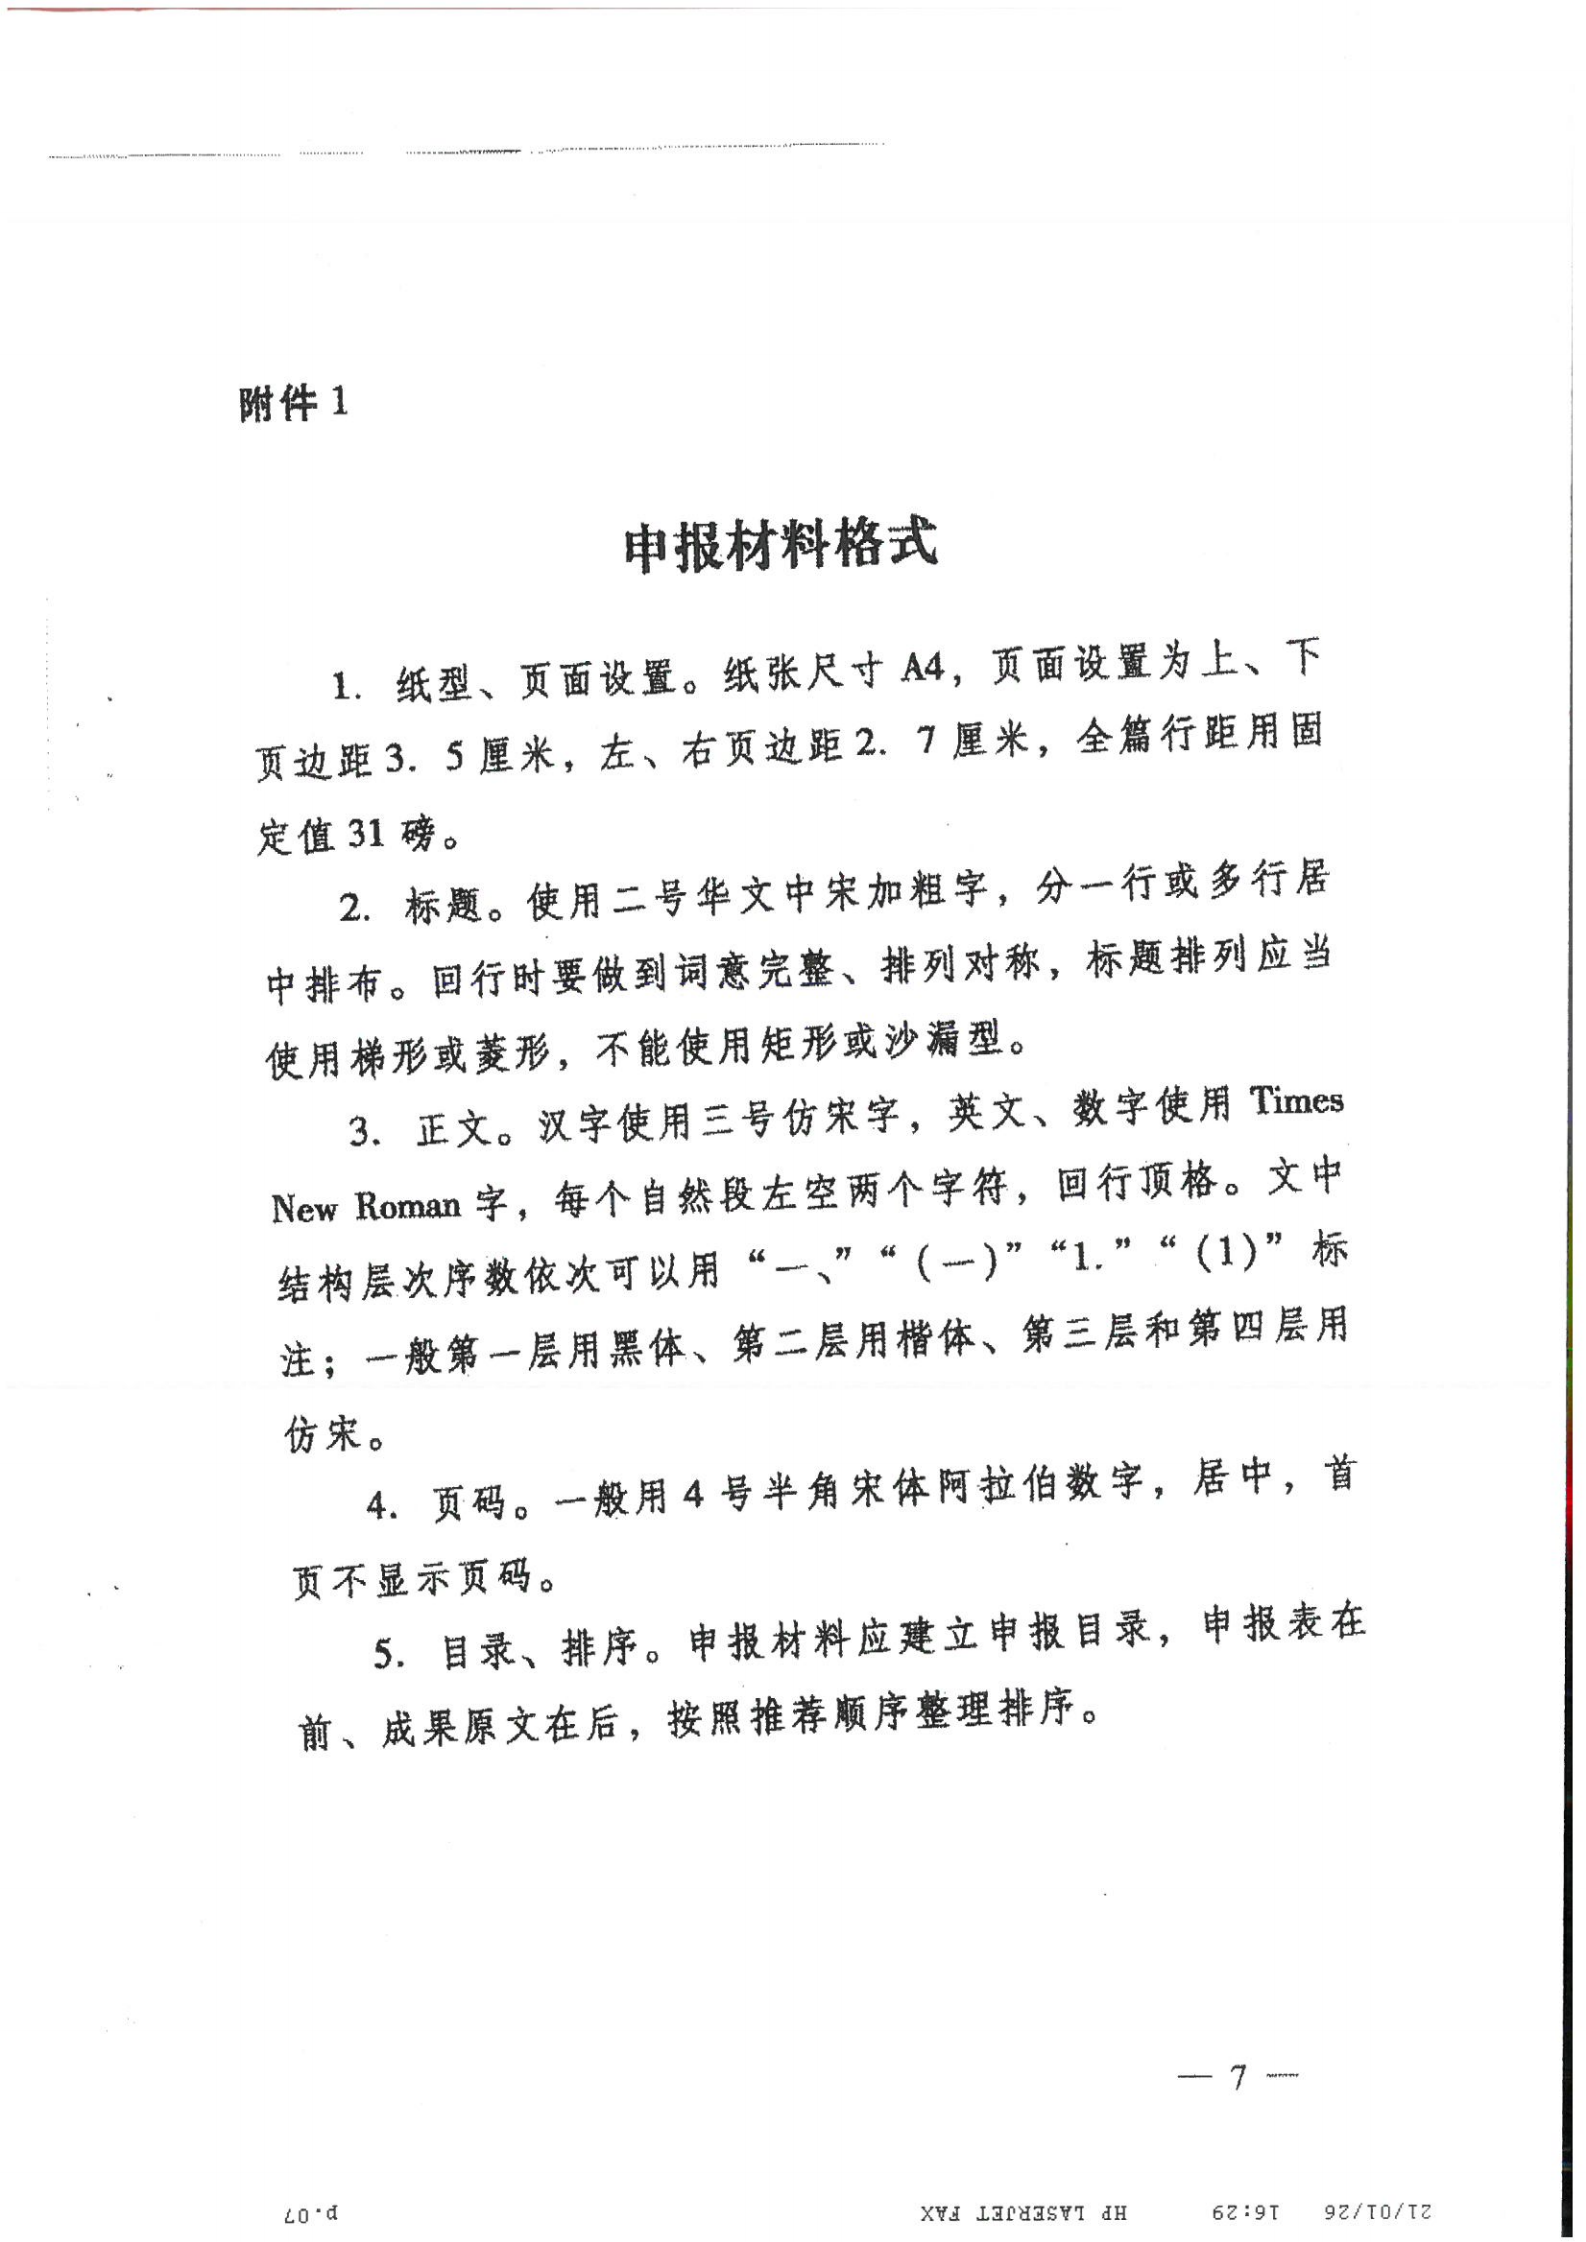 附件1
申报材料格式
1. 纸型、页面设置。纸张尺寸A4，页面设置为上、下
页边距3. 5厘米，左、右页边距2. 7厘米，全篇行距用固
定值31磅。
2. 标题。使用二号华文中宋加粗字，分一行或多行居
中排布。回行时要做到词意完整、排列对称，标题排列应当
使用梯形或菱形，不能使用矩形或沙漏型。
3. 正文。汉字使用三号仿宋字，英文、数字使用 Times
New Roman字，每个自然段左空两个字符，回行顶格。文中
结构层次序数依次可以用“一、”“(一)”“1.”“(1)”标
注；一般第一层用黑体、第二层用楷体、第三层和第四层用
仿宋。
4. 页码。一般用4号半角宋体阿拉伯数字，居中，首
页不显示页码。
5. 目录、排序。申报材料应建立申报目录，申报表在
前、成果原文在后，按照推荐顺序整理排序。
— 7 —
21/01/26 16:29 HP LASERJET FAX p.07